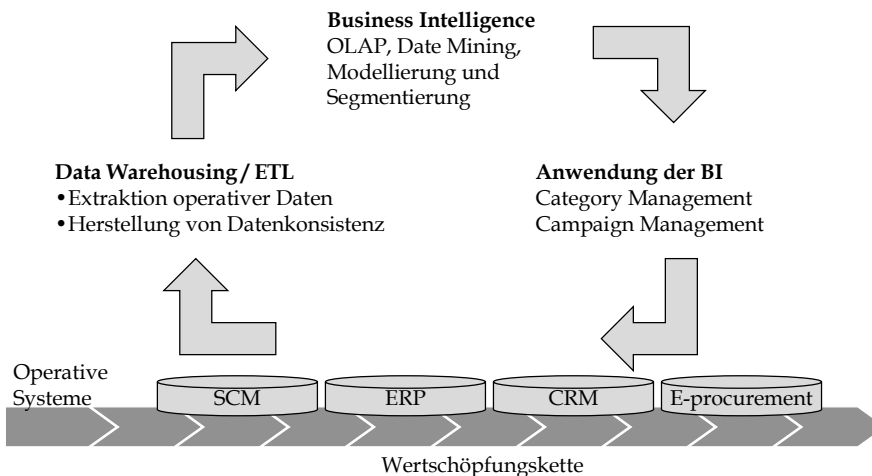 Business Intelligence
OLAP, Date Mining,
Modellierung und
Segmentierung
Data Warehousing / ETL
•Extraktion operativer Daten
•Herstellung von Datenkonsistenz
Anwendung der BI
Category Management
Campaign Management
Operative
Systeme
SCM
ERP
CRM
E-procurement
Wertschöpfungskette